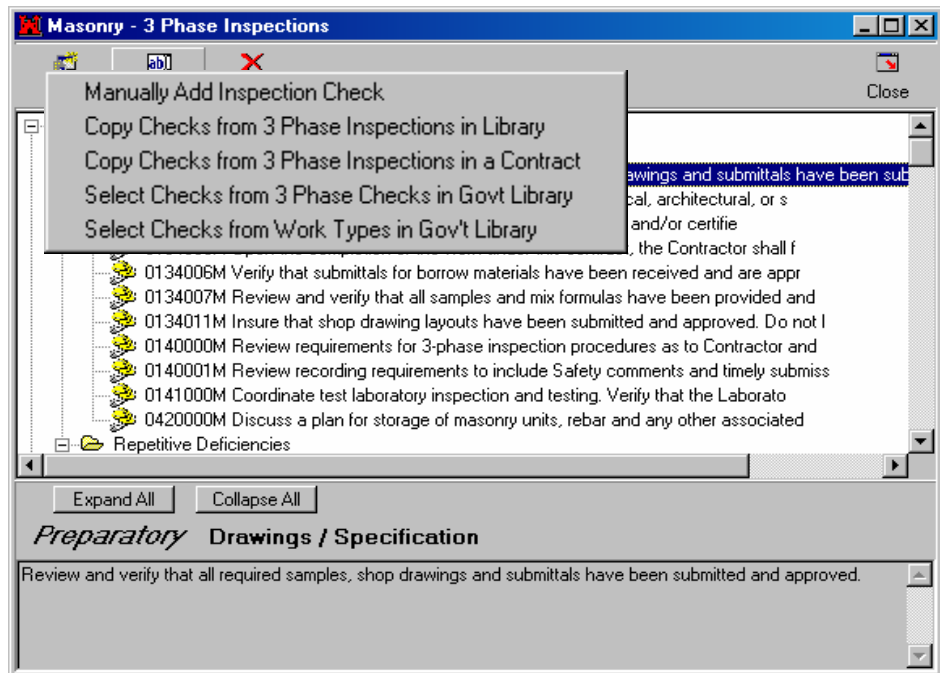 Masonry - 3 Phase Inspections
ab
Close
Manually Add Inspection Check
Copy Checks from 3 Phase Inspections in Library
Copy Checks from 3 Phase Inspections in a Contract
Select Checks from 3 Phase Checks in Govt Library
Select Checks from Work Types in Gov't Library
awings and submittals have been sub
cal, architectural, or s
and/or certifie
, the Contractor shall f
0134006M Verify that submittals for borrow materials have been received and are appr
0134007M Review and verify that all samples and mix formulas have been provided and
0134011M Insure that shop drawing layouts have been submitted and approved. Do not l
0140000M Review requirements for 3-phase inspection procedures as to Contractor and
0140001M Review recording requirements to include Safety comments and timely submiss
0141000M Coordinate test laboratory inspection and testing. Verify that the Laborato
0420000M Discuss a plan for storage of masonry units, rebar and any other associated
Repetitive Deficiencies
Expand All Collapse All
Preparatory Drawings / Specification
Review and verify that all required samples, shop drawings and submittals have been submitted and approved.